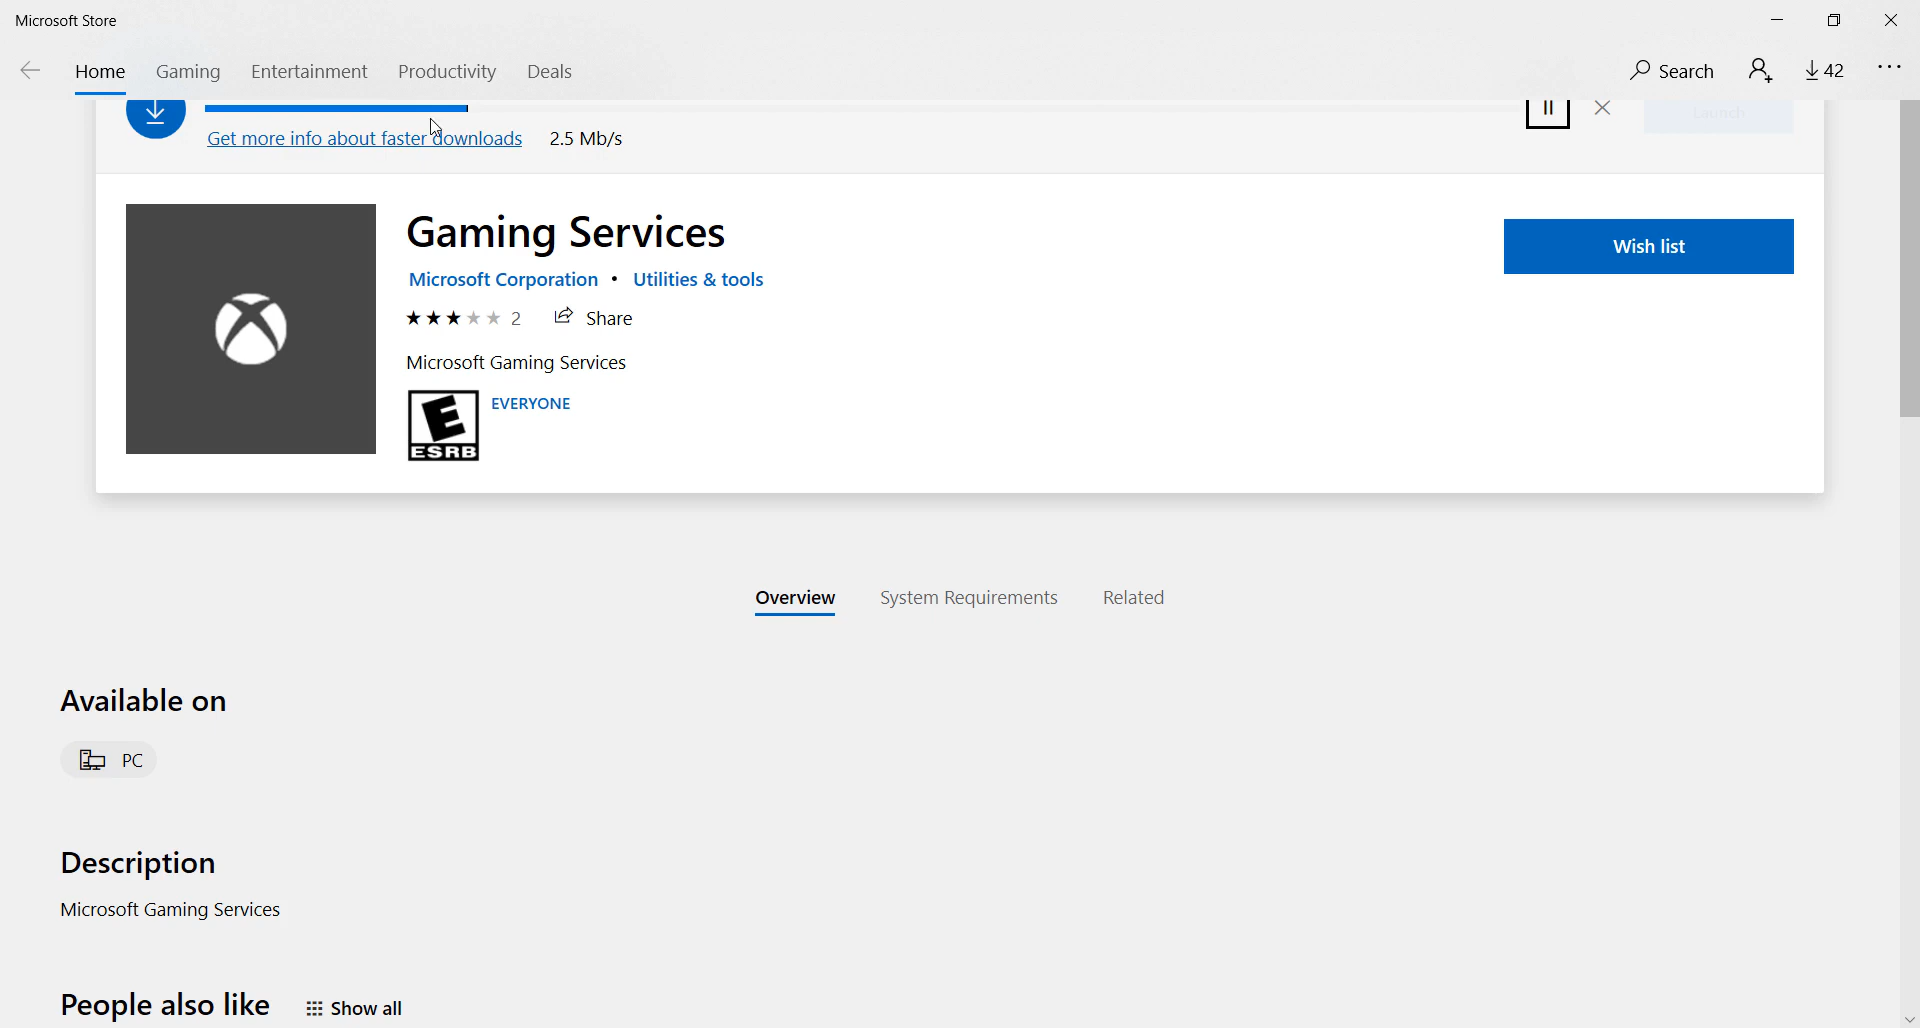 Microsoft Store
Home Gaming Entertainment Productivity Deals Search 42
Launch
Get more info about faster downloads 2.5 Mb/s
Gaming Services
Wish list
Microsoft Corporation • Utilities & tools
2 Share
Microsoft Gaming Services
E
ESRB
EVERYONE
Overview System Requirements Related
Available on
PC
Description
Microsoft Gaming Services
People also like Show all